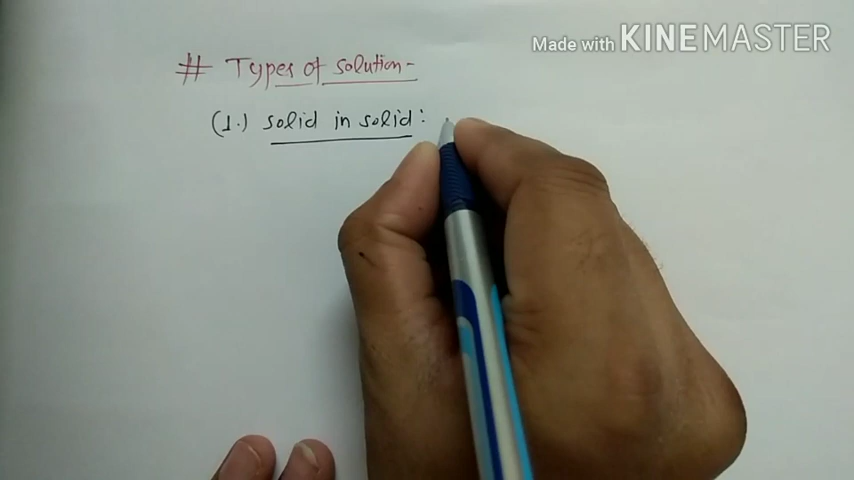 Made with KINEMASTER
# Types of solution-
(1.) solid in solid: